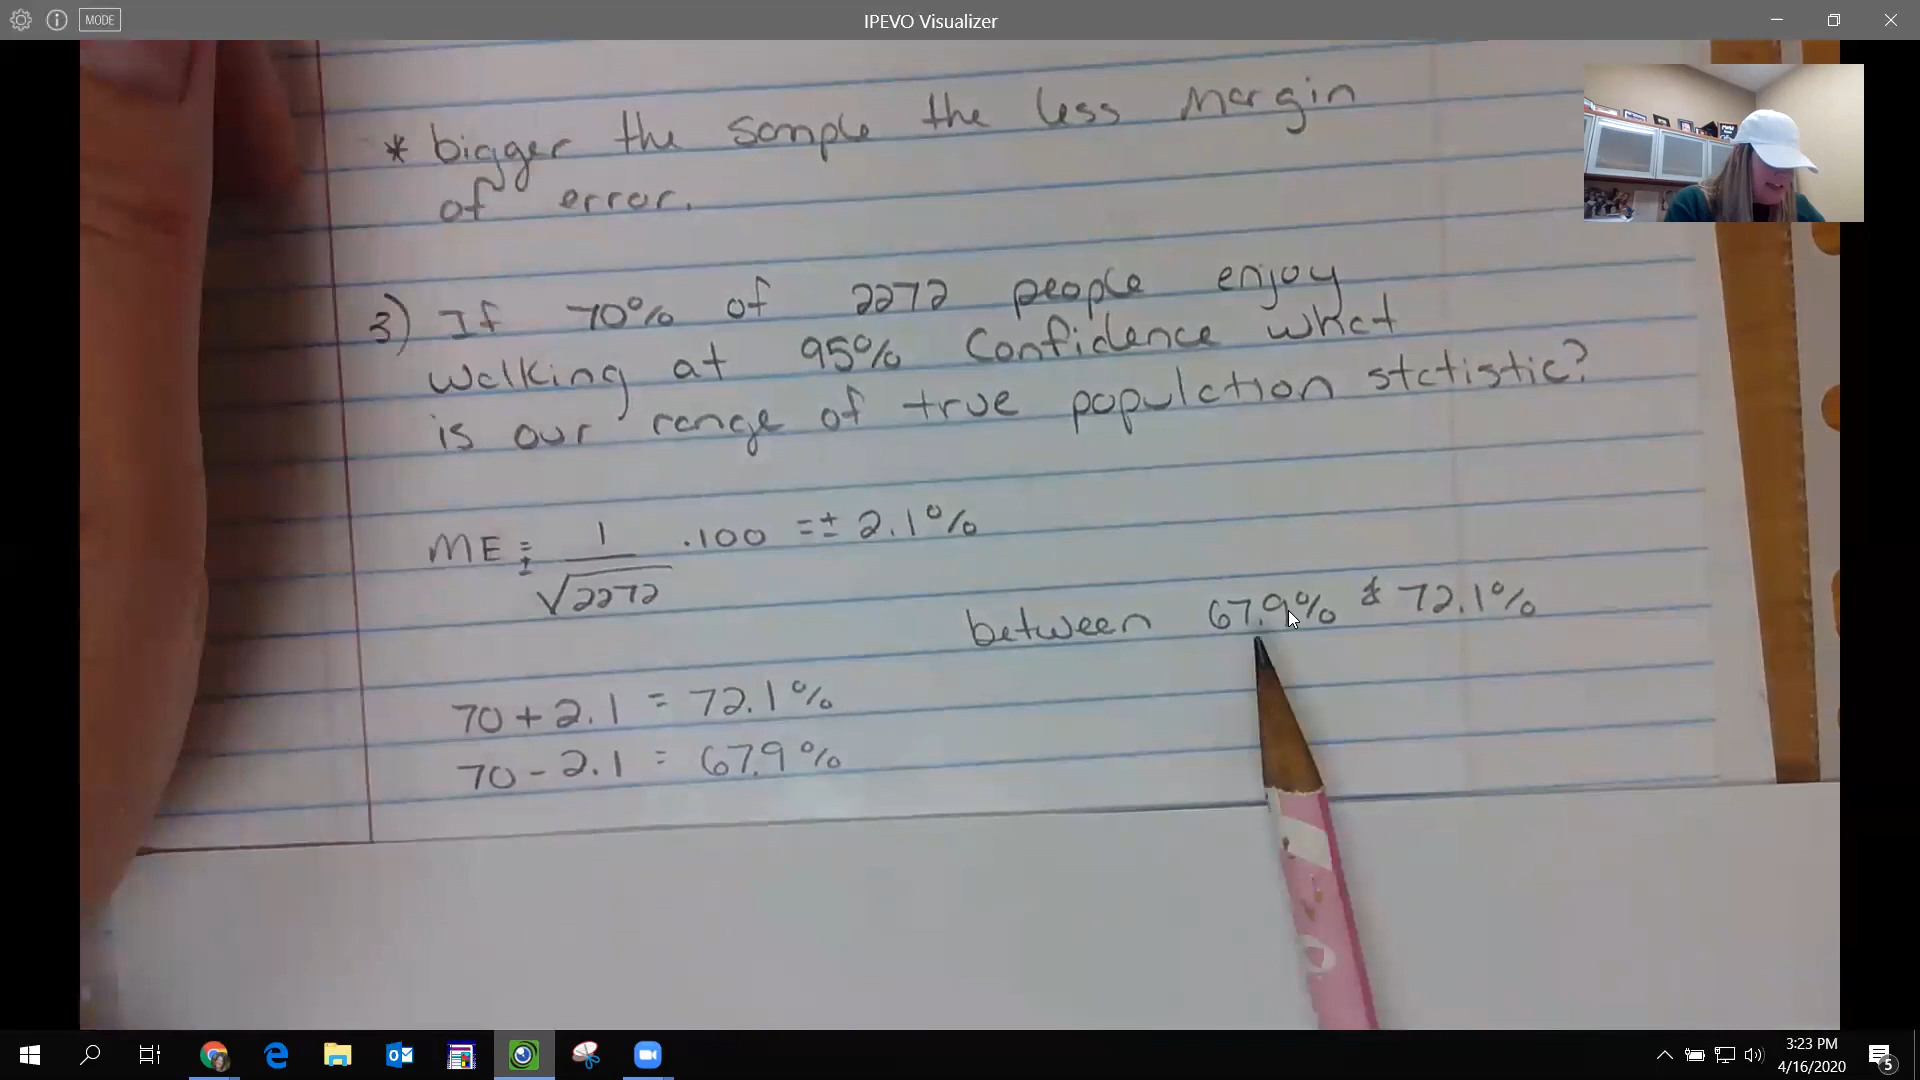 MODE
IPEVO Visualizer
* bigger the sample the less margin
of error.
3) If 70% of 2272 people enjoy
walking at 95% confidence what
is our range of true population statistic?
ME = ± 1/√2272 · 100 = ± 2.1%
between 67.9% & 72.1%
70 + 2.1 = 72.1%
70 - 2.1 = 67.9%
3:23 PM
4/16/2020
5